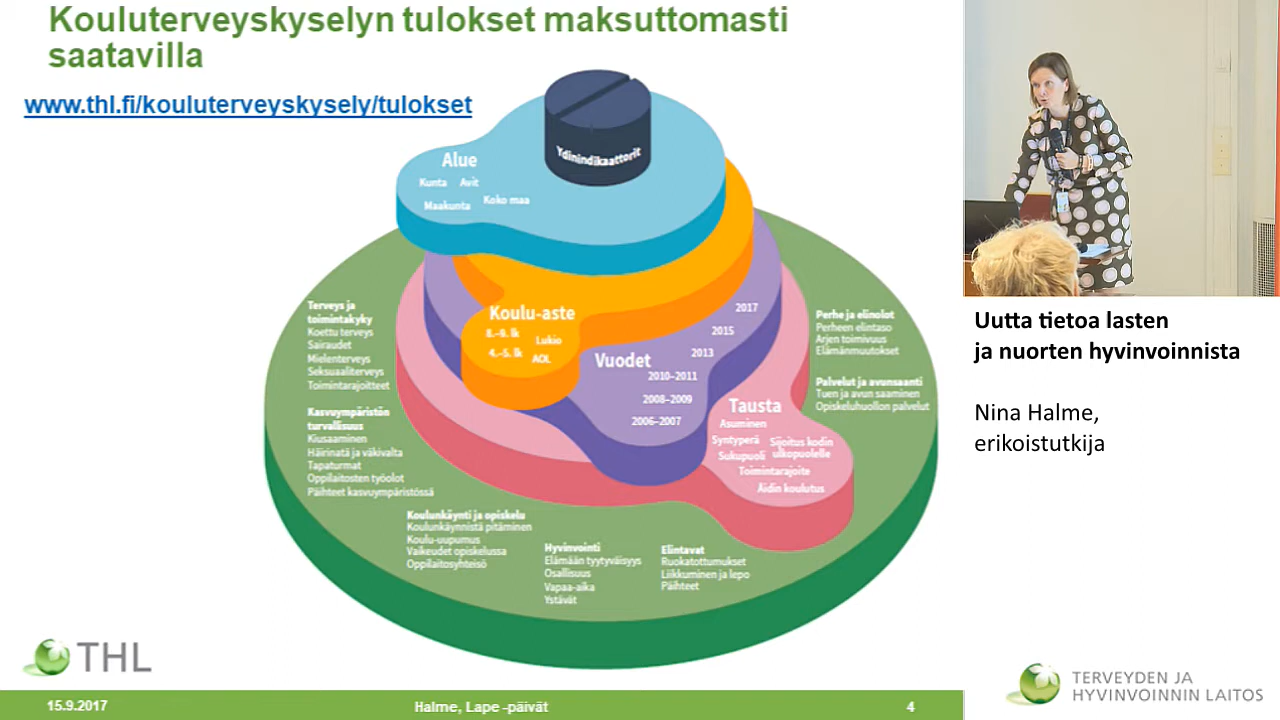 Kouluterveyskyselyn tulokset maksuttomasti
saatavilla
www.thl.fi/kouluterveyskysely/tulokset
Ydinindikaattorit
Alue
Kunta Avit
Maakunta Koko maa
Koulu-aste
8.–9. lk Lukio
4.–5. lk AOL
Vuodet
2017
2015
2013
2010–2011
2008–2009
2006–2007
Tausta
Asuminen
Syntyperä Sijoitus kodin
Sukupuoli ulkopuolelle
Toimintarajoite
Äidin koulutus
Terveys ja
toimintakyky
Koettu terveys
Sairaudet
Mielenterveys
Seksuaaliterveys
Toimintarajoitteet
Kasvuympäristön
turvallisuus
Kiusaaminen
Häirinatä ja väkivalta
Tapaturmat
Oppilaitosten työolot
Päihteet kasvuympäristössä
Koulunkäynti ja opiskelu
Koulunkäynnistä pitäminen
Koulu-uupumus
Vaikeudet opiskelussa
Oppilaitosyhteisö
Hyvinvointi
Elämään tyytyväisyys
Osallisuus
Vapaa-aika
Ystävät
Elintavat
Ruokatottumukset
Liikkuminen ja lepo
Päihteet
Perhe ja elinolot
Perheen elintaso
Arjen toimivuus
Elämänmuutokset
Palvelut ja avunsaanti
Tuen ja avun saaminen
Opiskeluhuollon palvelut
THL
15.9.2017 Halme, Lape -päivät 4
Uutta tietoa lasten
ja nuorten hyvinvoinnista
Nina Halme,
erikoistutkija
TERVEYDEN JA
HYVINVOINNIN LAITOS